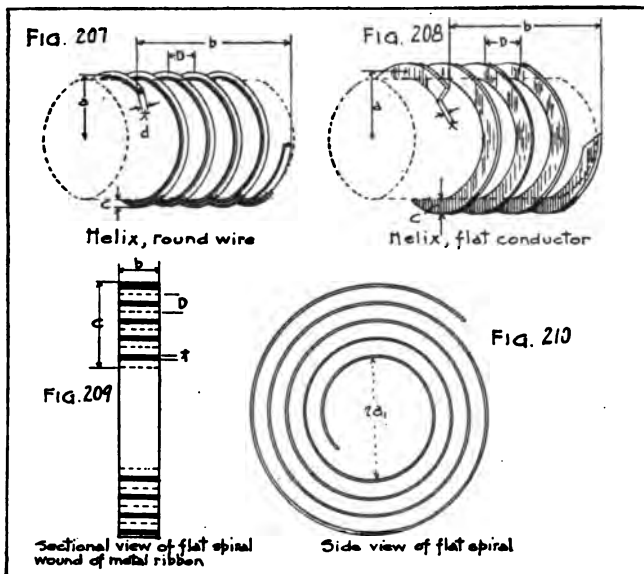 FIG. 207
b
D
a
d
c
Helix, round wire
FIG. 208
b
D
a
t
c
Helix, flat conductor
b
D
C
t
FIG. 209
Sectional view of flat spiral
wound of metal ribbon
FIG. 210
2a₁
Side view of flat spiral